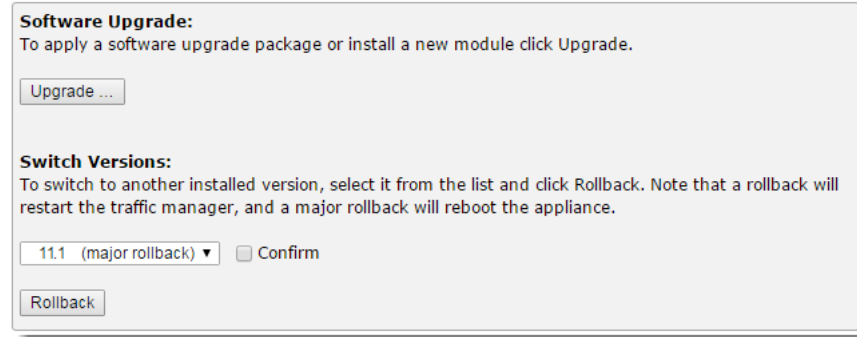 Software Upgrade:
To apply a software upgrade package or install a new module click Upgrade.
Upgrade ...
Switch Versions:
To switch to another installed version, select it from the list and click Rollback. Note that a rollback will
restart the traffic manager, and a major rollback will reboot the appliance.
11.1 (major rollback) ▼ Confirm
Rollback